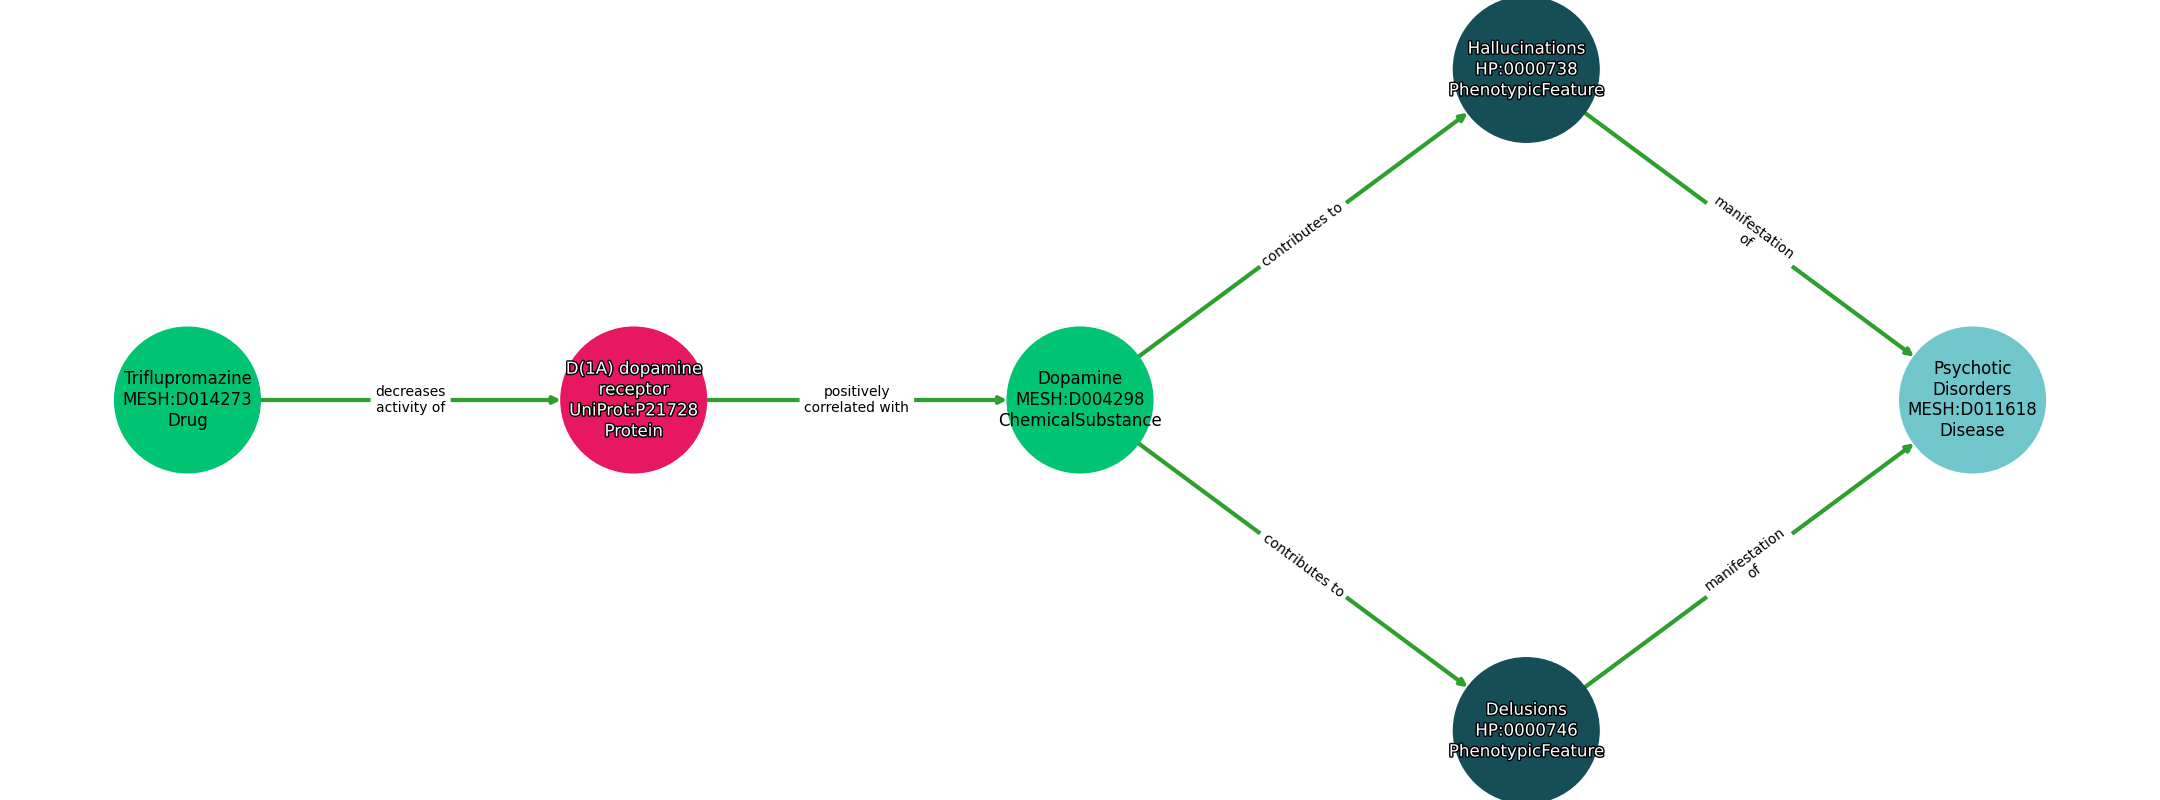 Hallucinations
HP:0000738
PhenotypicFeature
contributes to
manifestation
of
Triflupromazine
MESH:D014273
Drug
decreases
activity of
D(1A) dopamine
receptor
UniProt:P21728
Protein
positively
correlated with
Dopamine
MESH:D004298
ChemicalSubstance
Psychotic
Disorders
MESH:D011618
Disease
contributes to
manifestation
of
Delusions
HP:0000746
PhenotypicFeature